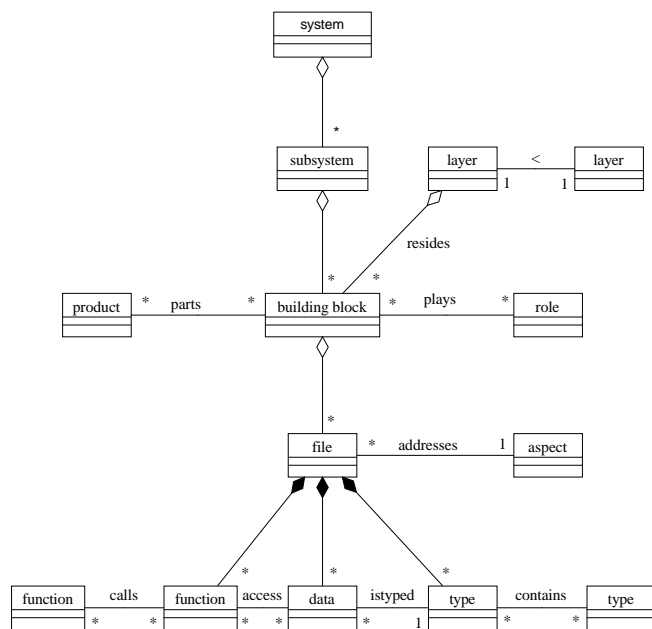 system
*
subsystem
layer
<
layer
1
1
resides
*
*
product
*
parts
*
building block
*
plays
*
role
*
file
*
addresses
1
aspect
*
*
*
function
calls
function
access
data
istyped
type
contains
type
*
*
*
*
*
1
*
*